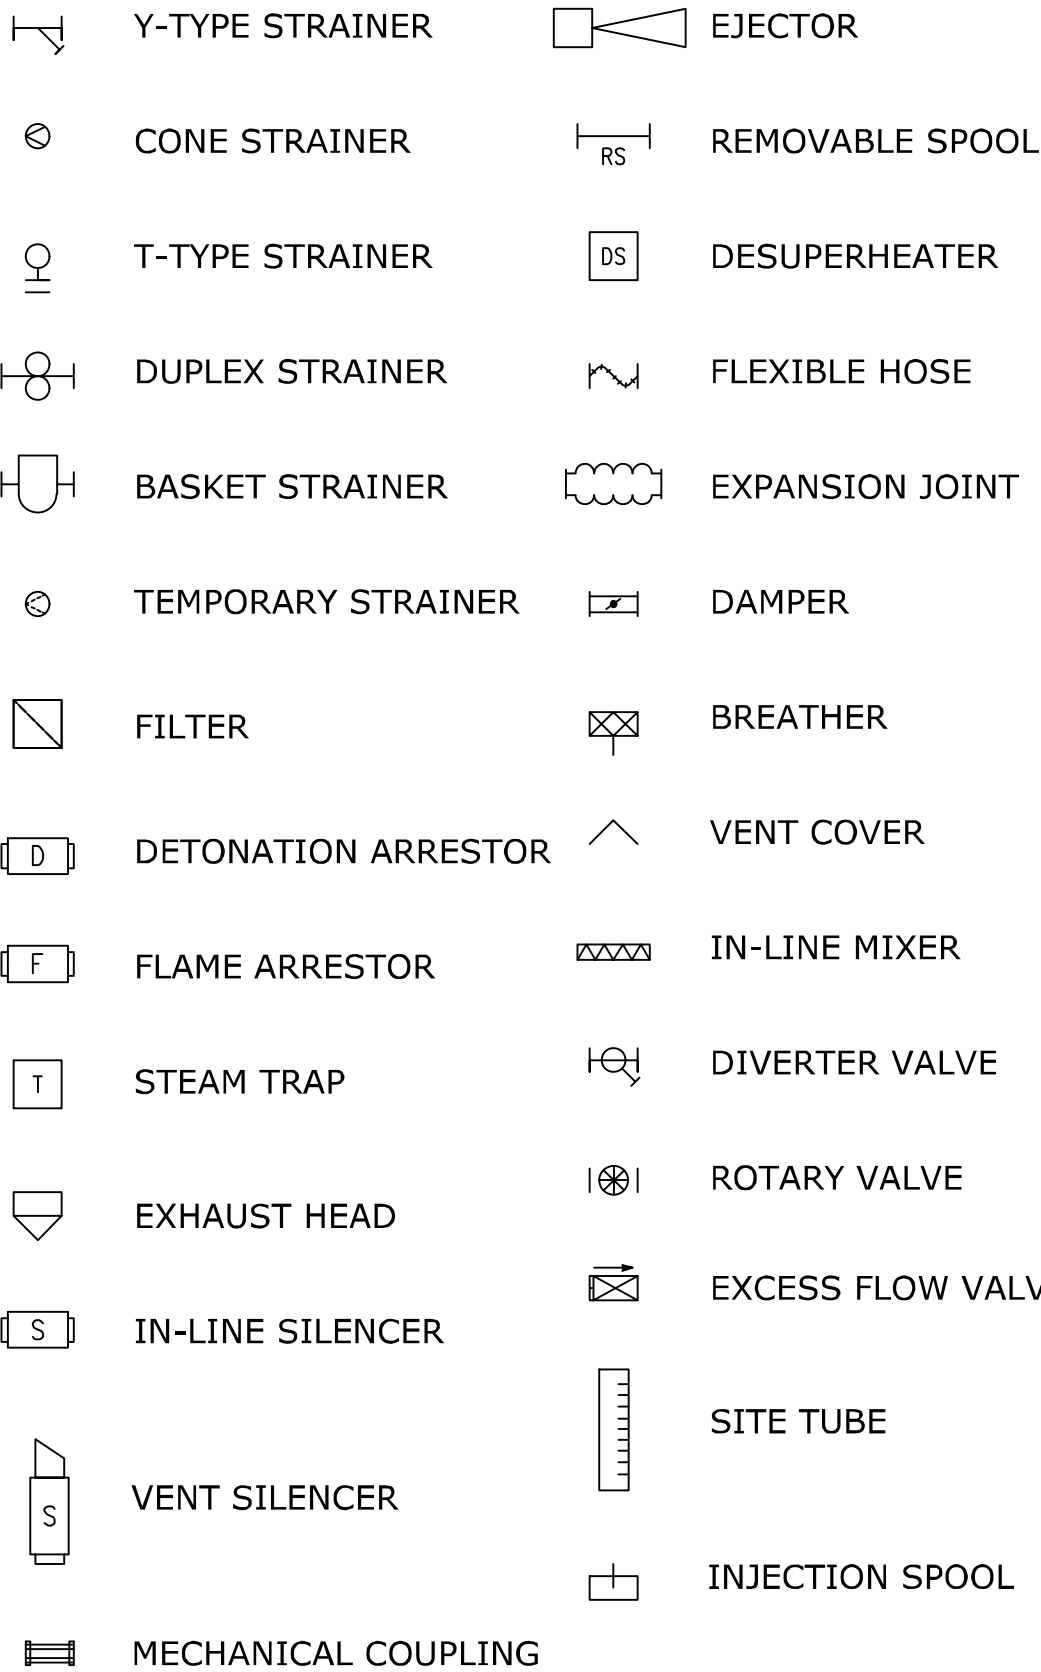 Y-TYPE STRAINER
CONE STRAINER
T-TYPE STRAINER
DUPLEX STRAINER
BASKET STRAINER
TEMPORARY STRAINER
FILTER
D DETONATION ARRESTOR
F FLAME ARRESTOR
T STEAM TRAP
EXHAUST HEAD
S IN-LINE SILENCER
S VENT SILENCER
MECHANICAL COUPLING
EJECTOR
RS REMOVABLE SPOOL
DS DESUPERHEATER
FLEXIBLE HOSE
EXPANSION JOINT
DAMPER
BREATHER
VENT COVER
IN-LINE MIXER
DIVERTER VALVE
ROTARY VALVE
EXCESS FLOW VALV
SITE TUBE
INJECTION SPOOL